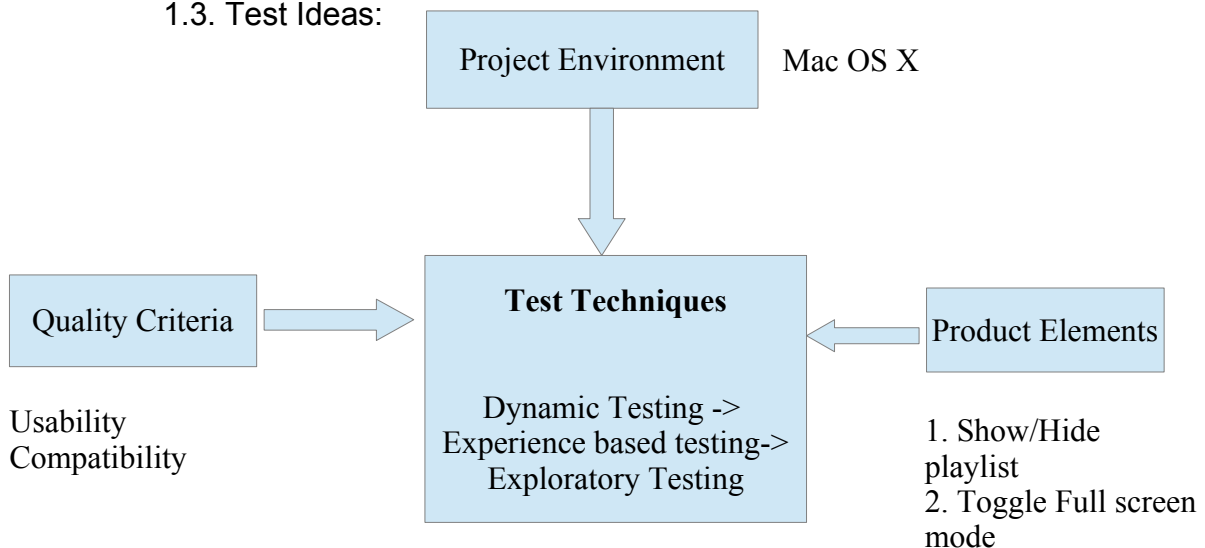 1.3. Test Ideas:
Project Environment
Mac OS X
Quality Criteria
Usability
Compatibility
Test Techniques
Dynamic Testing ->
Experience based testing->
Exploratory Testing
Product Elements
1. Show/Hide
playlist
2. Toggle Full screen
mode